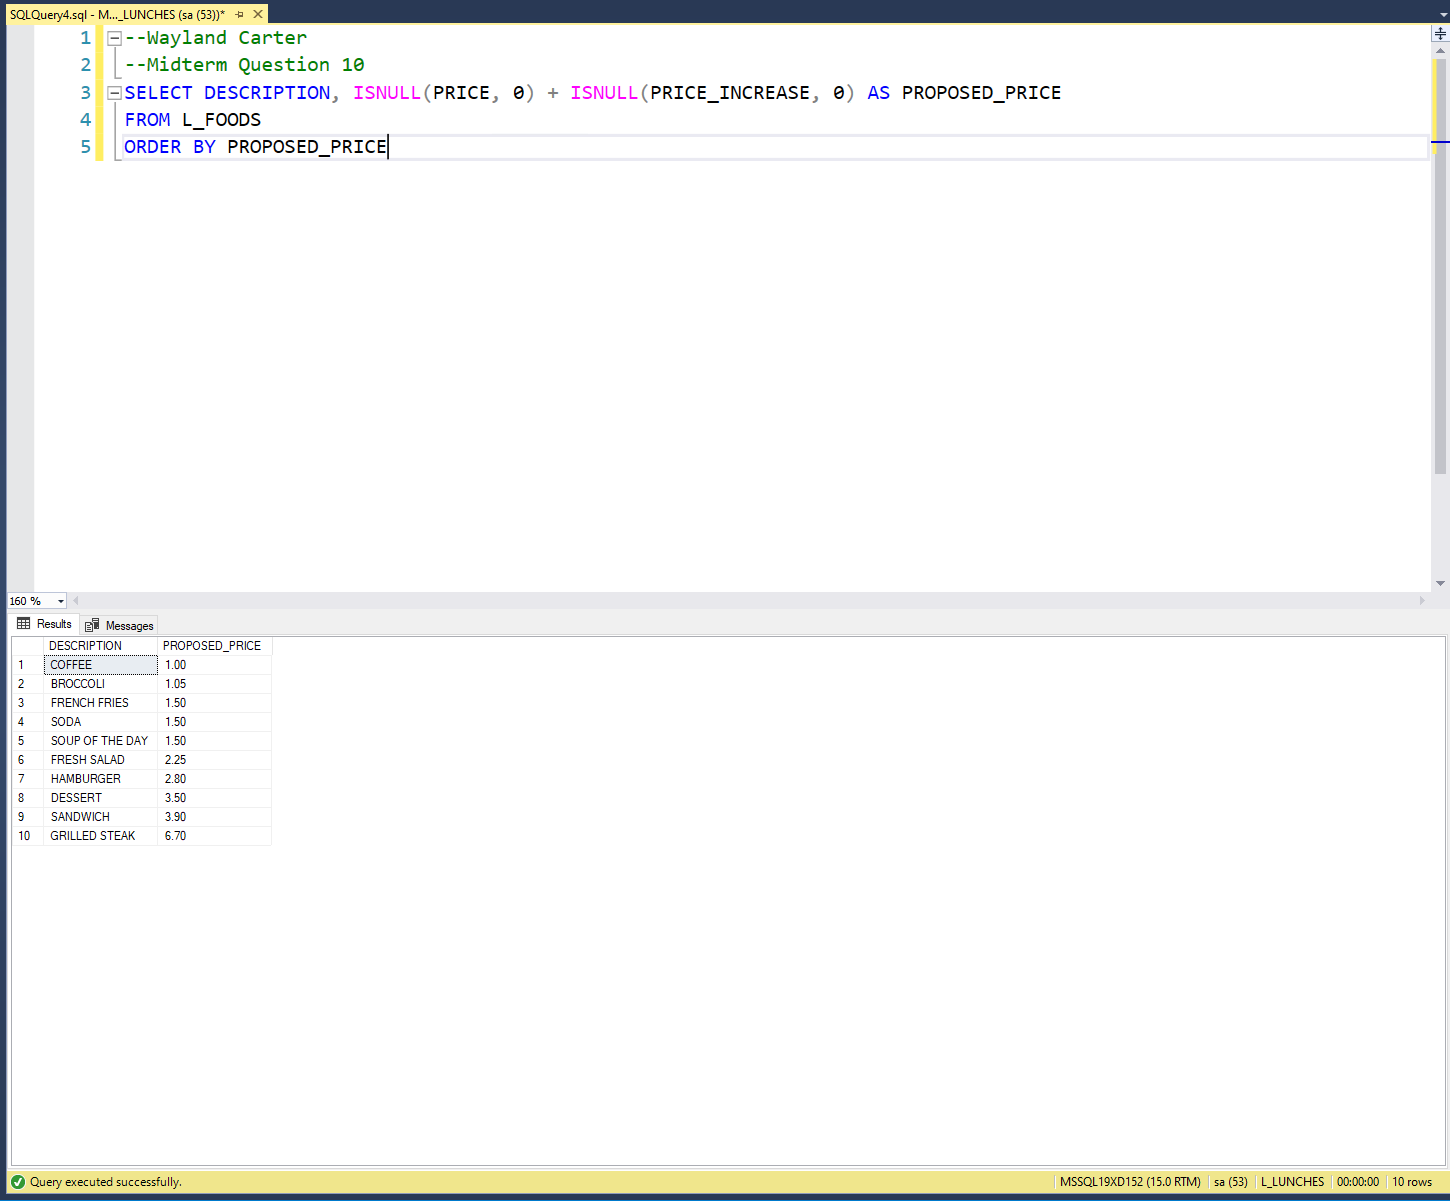 SQLQuery4.sql - M..._LUNCHES (sa (53))*
1 --Wayland Carter
2 --Midterm Question 10
3 SELECT DESCRIPTION, ISNULL(PRICE, 0) + ISNULL(PRICE_INCREASE, 0) AS PROPOSED_PRICE
4 FROM L_FOODS
5 ORDER BY PROPOSED_PRICE
160 %
Results Messages
DESCRIPTION PROPOSED_PRICE
1 COFFEE 1.00
2 BROCCOLI 1.05
3 FRENCH FRIES 1.50
4 SODA 1.50
5 SOUP OF THE DAY 1.50
6 FRESH SALAD 2.25
7 HAMBURGER 2.80
8 DESSERT 3.50
9 SANDWICH 3.90
10 GRILLED STEAK 6.70
Query executed successfully. MSSQL19XD152 (15.0 RTM) sa (53) L_LUNCHES 00:00:00 10 rows